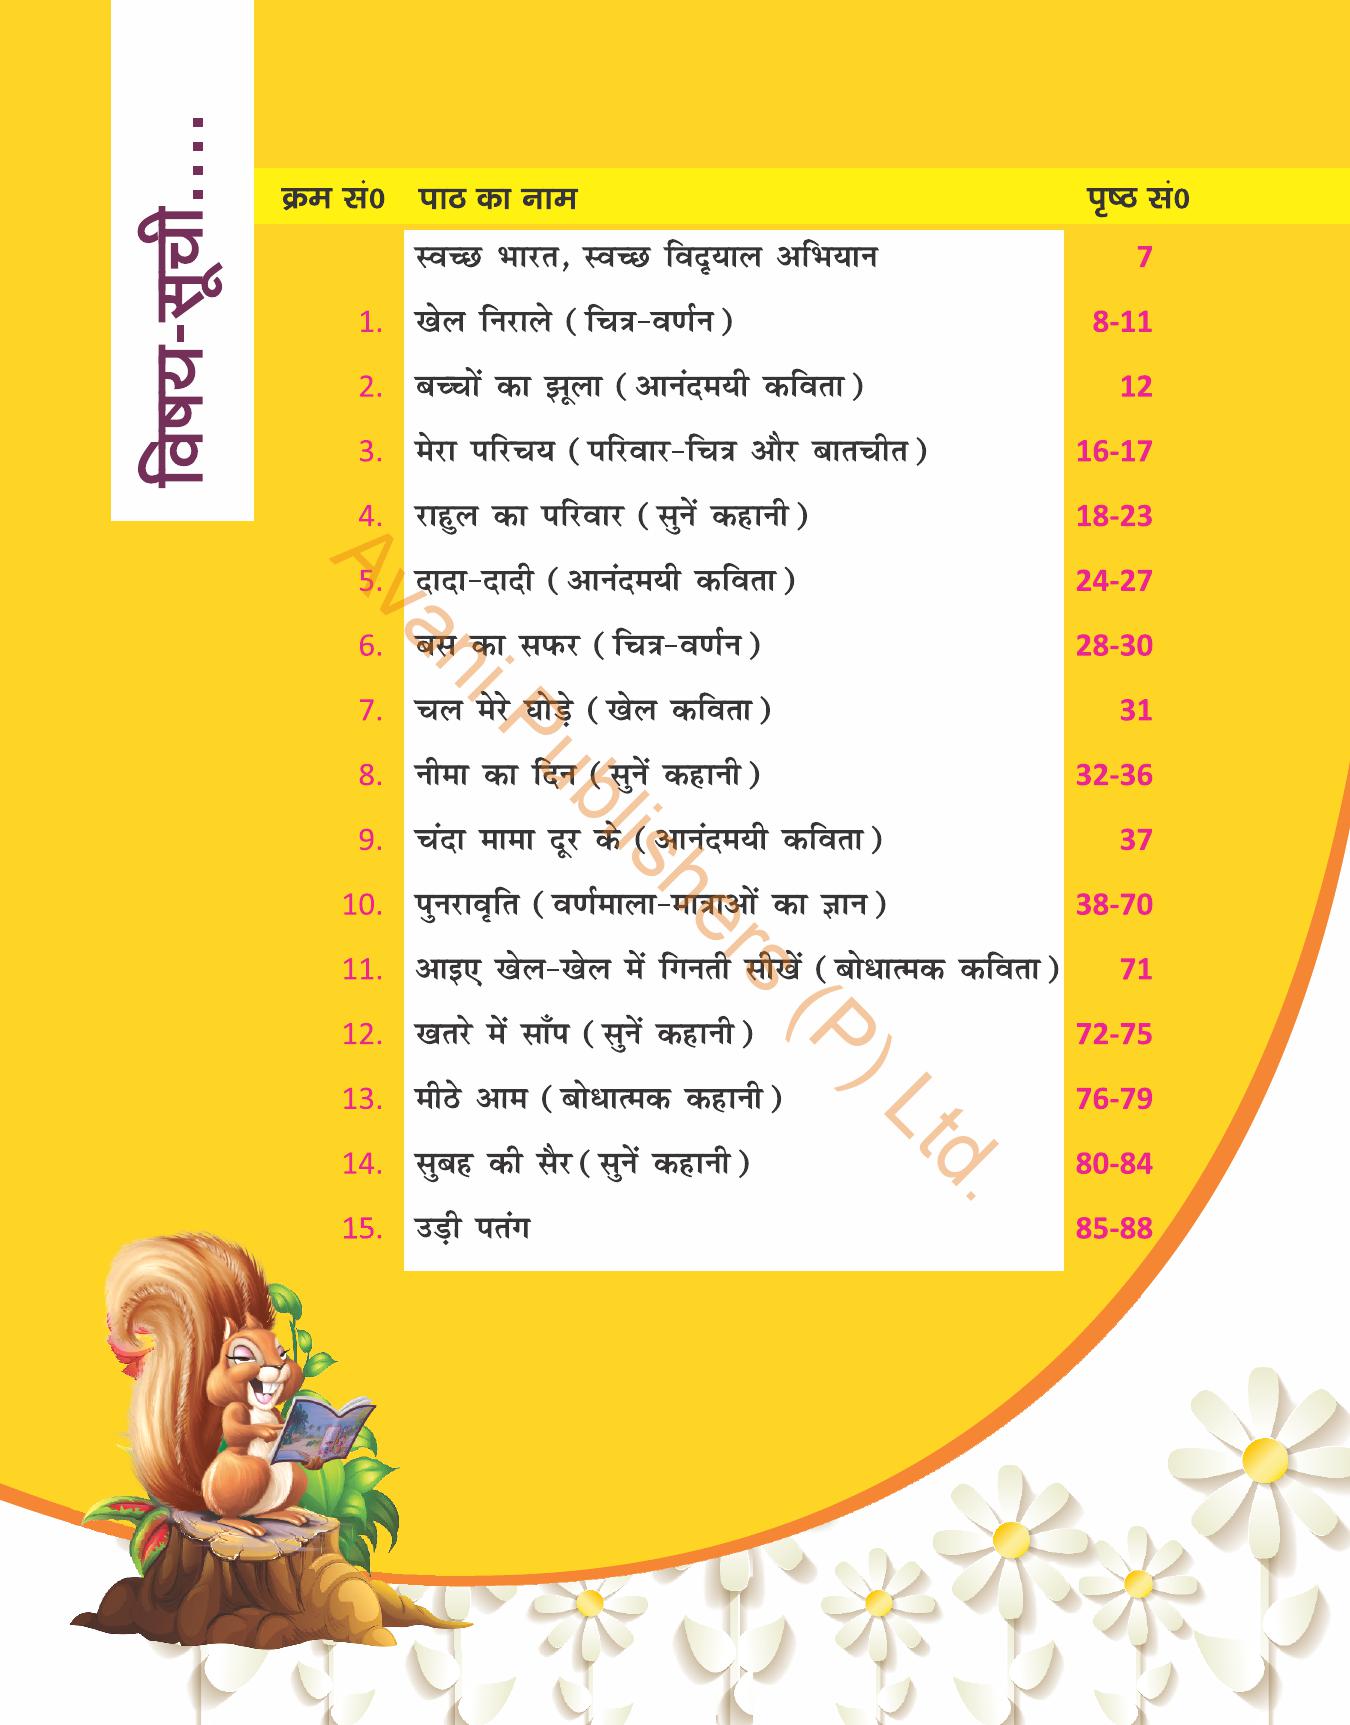 विषय-सूची....
क्रम सं0 पाठ का नाम पृष्ठ सं0
स्वच्छ भारत, स्वच्छ विद्याल अभियान 7
1. खेल निराले (चित्र-वर्णन) 8-11
2. बच्चों का झूला (आनंदमयी कविता) 12
3. मेरा परिचय (परिवार-चित्र और बातचीत) 16-17
4. राहुल का परिवार (सुनें कहानी) 18-23
5. दादा-दादी (आनंदमयी कविता) 24-27
6. बस का सफर (चित्र-वर्णन) 28-30
7. चल मेरे घोड़े (खेल कविता) 31
8. नीमा का दिन (सुनें कहानी) 32-36
9. चंदा मामा दूर के (आनंदमयी कविता) 37
10. पुनरावृति (वर्णमाला-मात्राओं का ज्ञान) 38-70
11. आइए खेल-खेल में गिनती सीखें (बोधात्मक कविता) 71
12. खतरे में साँप (सुनें कहानी) 72-75
13. मीठे आम (बोधात्मक कहानी) 76-79
14. सुबह की सैर (सुनें कहानी) 80-84
15. उड़ी पतंग 85-88
Avani Publishers (P) Ltd.